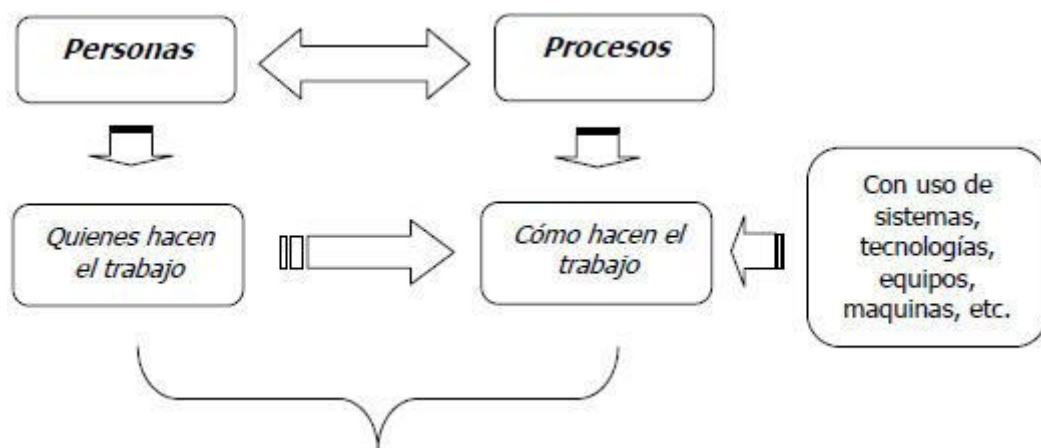 Personas
Procesos
Quienes hacen
el trabajo
Cómo hacen el
trabajo
Con uso de
sistemas,
tecnologías,
equipos,
maquinas, etc.